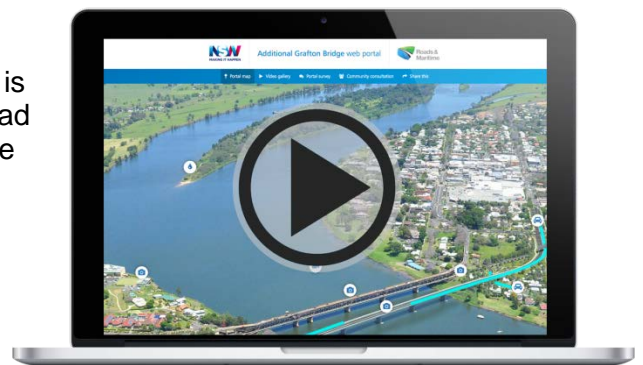 is
ad
e
NSW
MAKING IT HAPPEN
Additional Grafton Bridge web portal
Roads &
Maritime
Portal map
Video gallery
Portal survey
Community consultation
Share this